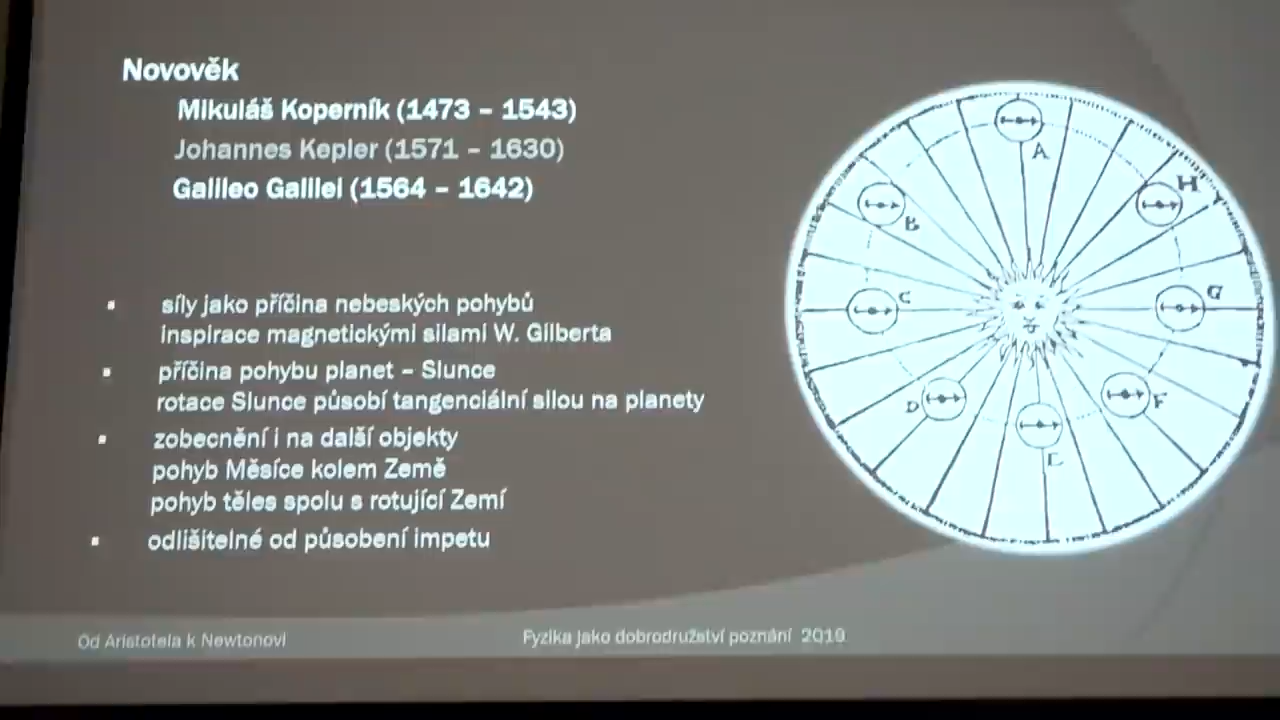 Novověk
Mikuláš Koperník (1473 – 1543)
Johannes Kepler (1571 – 1630)
Galileo Galilei (1564 – 1642)
▪ síly jako příčina nebeských pohybů
inspirace magnetickými silami W. Gilberta
▪ příčina pohybu planet – Slunce
rotace Slunce působí tangenciální silou na planety
▪ zobecnění i na další objekty
pohyb Měsíce kolem Země
pohyb těles spolu s rotující Zemí
▪ odlišitelné od působení impetu
A
B
H
C
G
D
F
E
Od Aristotela k Newtonovi
Fyzika jako dobrodružství poznání 2019